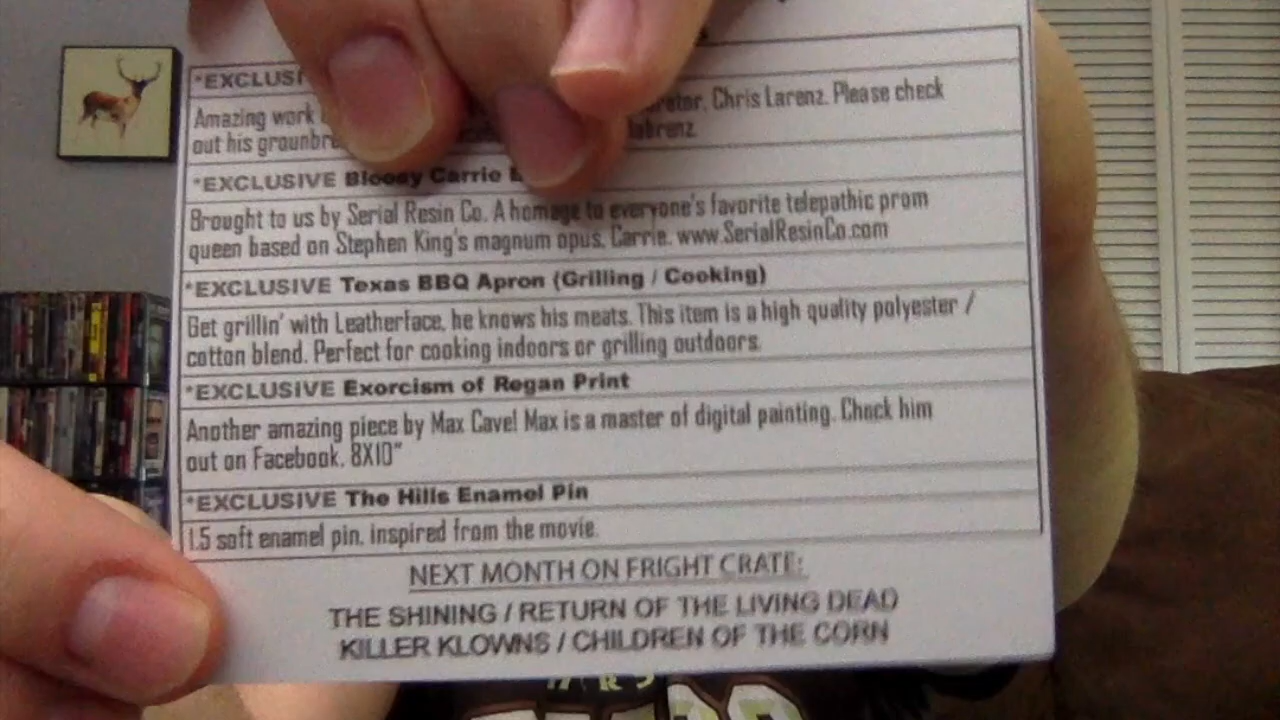 *EXCLUSI
Amazing work Chris Larenz. Please check
out his
*EXCLUSIVE Bloody Carrie
Brought to us by Serial Resin Co. A homage to everyone's favorite telepathic prom
queen based on Stephen King's magnum opus, Carrie. www.SerialResinCo.com
*EXCLUSIVE Texas BBQ Apron (Grilling / Cooking)
Get grillin' with Leatherface, he knows his meats. This item is a high quality polyester /
cotton blend. Perfect for cooking indoors or grilling outdoors.
*EXCLUSIVE Exorcism of Regan Print
Another amazing piece by Max Cave! Max is a master of digital painting. Check him
out on Facebook. 8X10"
*EXCLUSIVE The Hills Enamel Pin
1.5 soft enamel pin, inspired from the movie.
NEXT MONTH ON FRIGHT CRATE:
THE SHINING / RETURN OF THE LIVING DEAD
KILLER KLOWNS / CHILDREN OF THE CORN